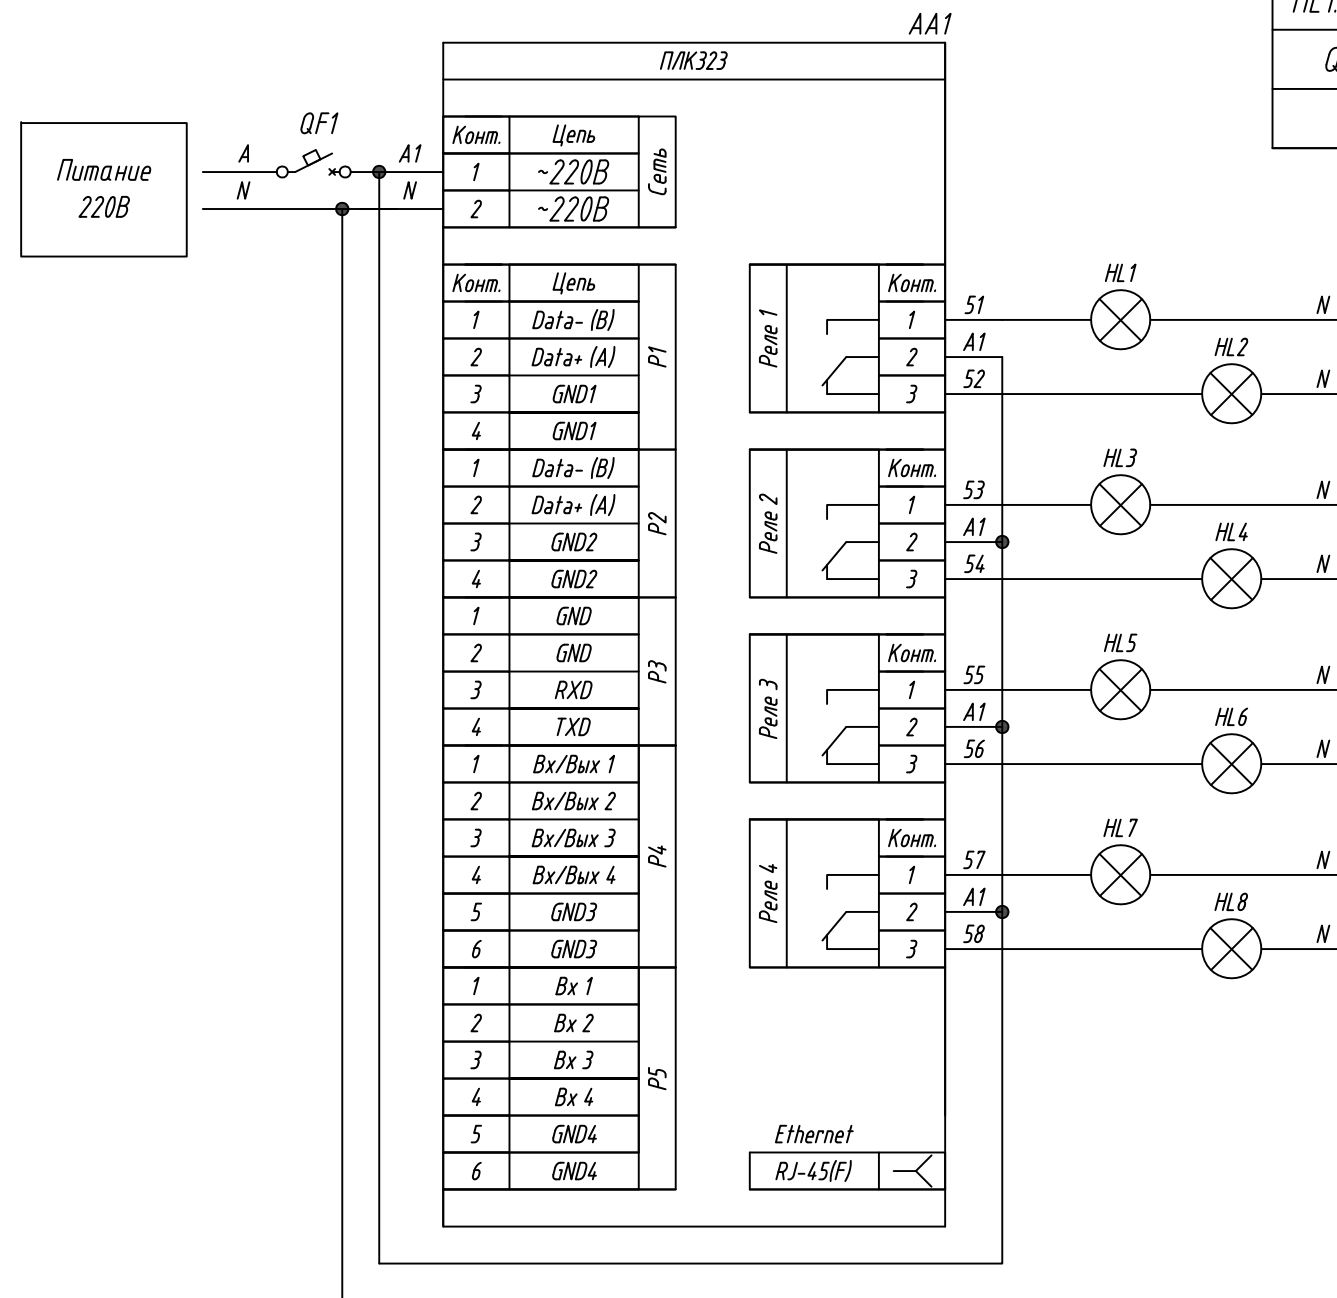 AA1
ПЛК323
Питание
220В
QF1
A
N
A1
N
Конт. Цепь
1 ~220В
2 ~220В
Сеть
Конт. Цепь
1 Data- (B)
2 Data+ (A)
3 GND1
4 GND1
P1
1 Data- (B)
2 Data+ (A)
3 GND2
4 GND2
P2
1 GND
2 GND
3 RXD
4 TXD
P3
1 Вх/Вых 1
2 Вх/Вых 2
3 Вх/Вых 3
4 Вх/Вых 4
5 GND3
6 GND3
P4
1 Вх 1
2 Вх 2
3 Вх 3
4 Вх 4
5 GND4
6 GND4
P5
Реле 1
Конт.
1 51 HL1 N
2 A1
3 52 HL2 N
Реле 2
Конт.
1 53 HL3 N
2 A1
3 54 HL4 N
Реле 3
Конт.
1 55 HL5 N
2 A1
3 56 HL6 N
Реле 4
Конт.
1 57 HL7 N
2 A1
3 58 HL8 N
Ethernet
RJ-45(F)